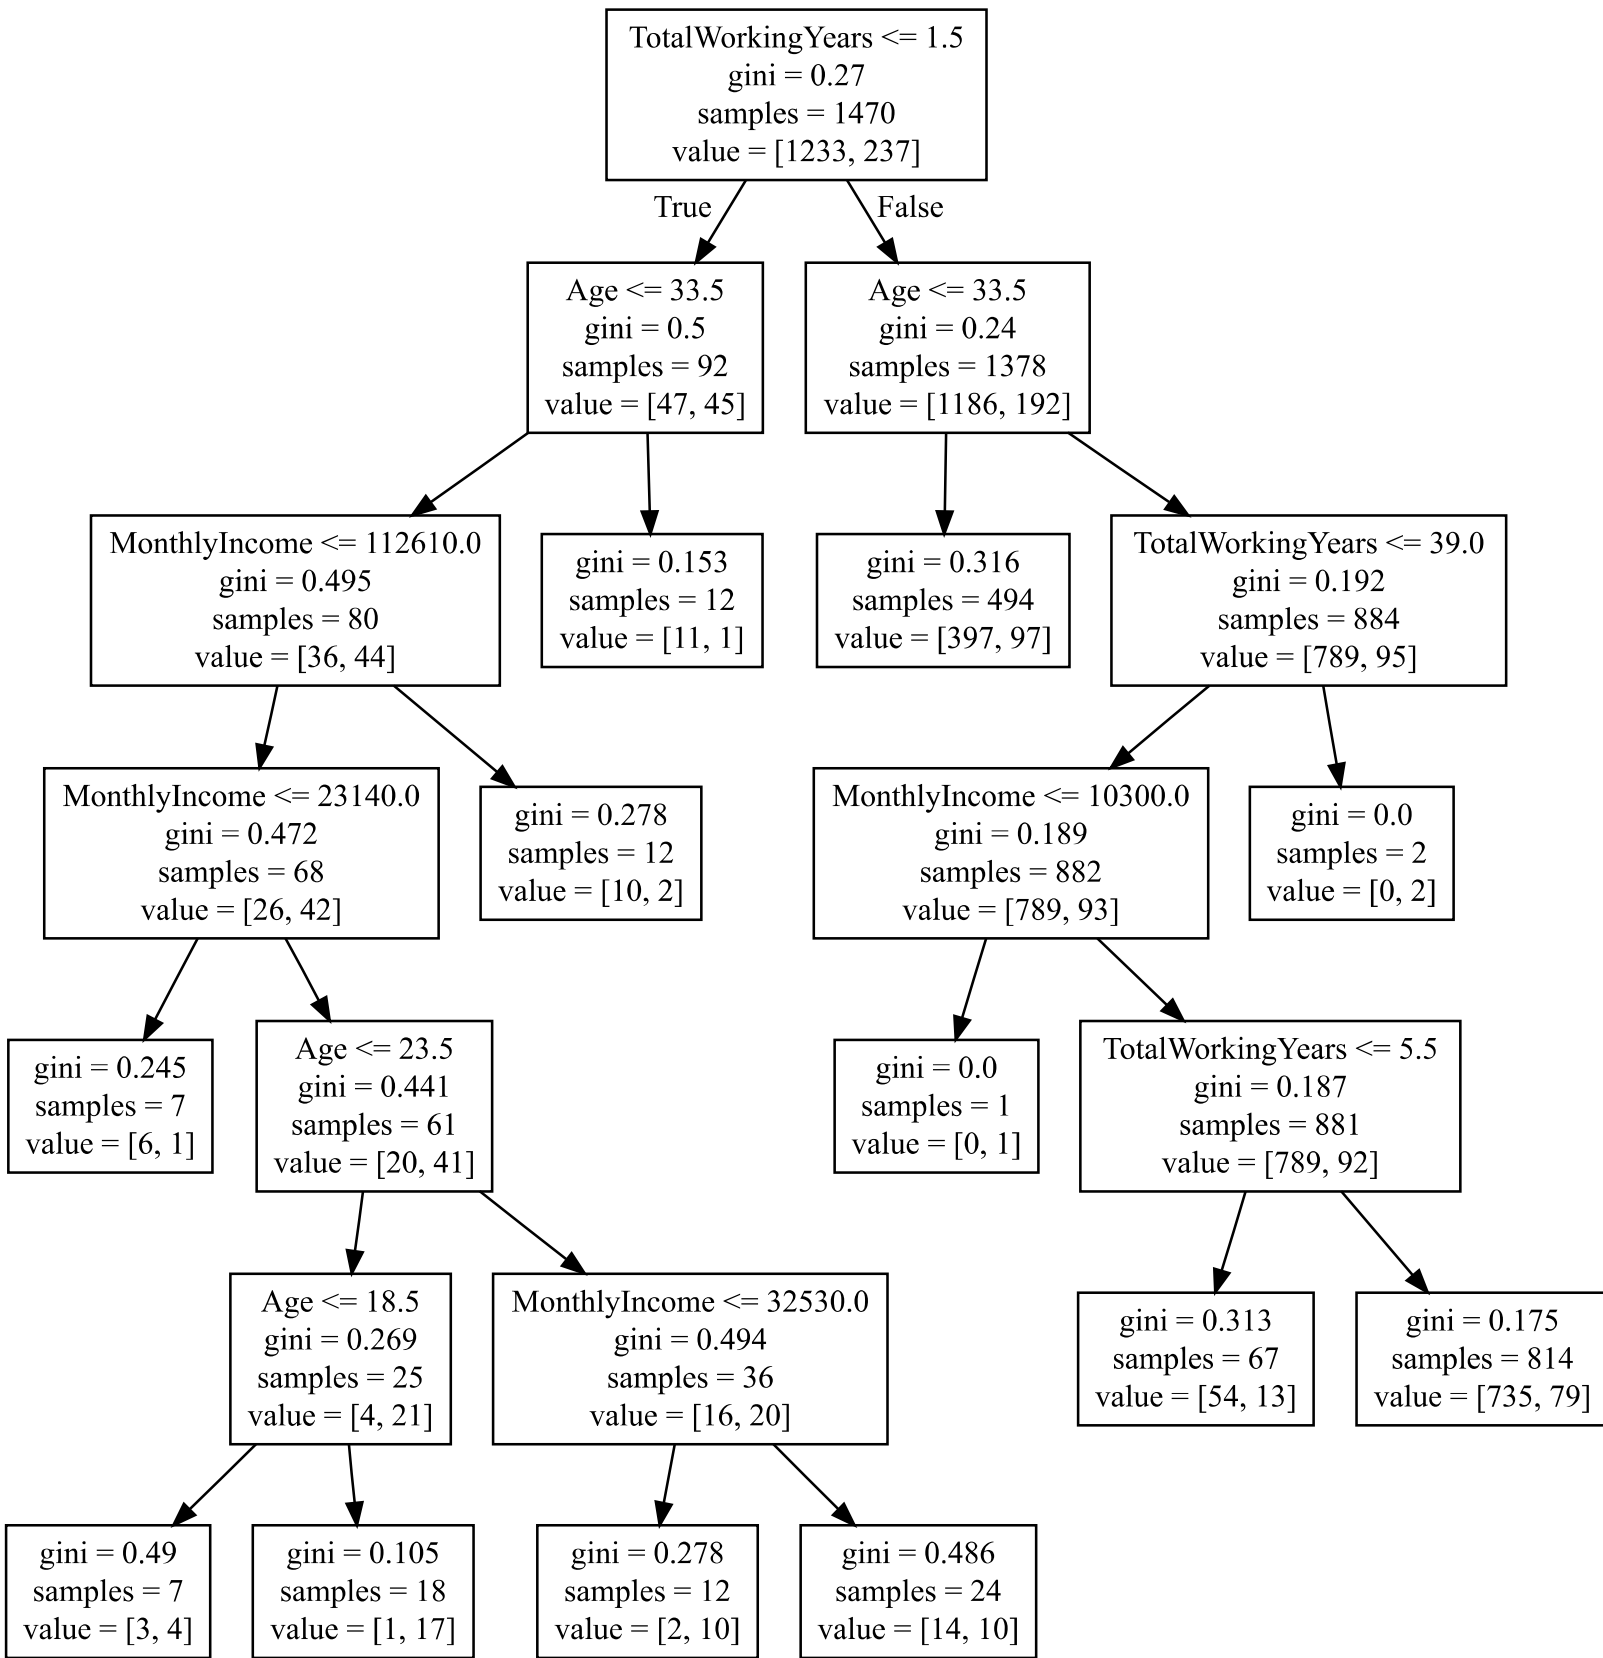 TotalWorkingYears <= 1.5
gini = 0.27
samples = 1470
value = [1233, 237]
True
False
Age <= 33.5
gini = 0.5
samples = 92
value = [47, 45]
Age <= 33.5
gini = 0.24
samples = 1378
value = [1186, 192]
MonthlyIncome <= 112610.0
gini = 0.495
samples = 80
value = [36, 44]
gini = 0.153
samples = 12
value = [11, 1]
gini = 0.316
samples = 494
value = [397, 97]
TotalWorkingYears <= 39.0
gini = 0.192
samples = 884
value = [789, 95]
MonthlyIncome <= 23140.0
gini = 0.472
samples = 68
value = [26, 42]
gini = 0.278
samples = 12
value = [10, 2]
MonthlyIncome <= 10300.0
gini = 0.189
samples = 882
value = [789, 93]
gini = 0.0
samples = 2
value = [0, 2]
gini = 0.245
samples = 7
value = [6, 1]
Age <= 23.5
gini = 0.441
samples = 61
value = [20, 41]
gini = 0.0
samples = 1
value = [0, 1]
TotalWorkingYears <= 5.5
gini = 0.187
samples = 881
value = [789, 92]
Age <= 18.5
gini = 0.269
samples = 25
value = [4, 21]
MonthlyIncome <= 32530.0
gini = 0.494
samples = 36
value = [16, 20]
gini = 0.313
samples = 67
value = [54, 13]
gini = 0.175
samples = 814
value = [735, 79]
gini = 0.49
samples = 7
value = [3, 4]
gini = 0.105
samples = 18
value = [1, 17]
gini = 0.278
samples = 12
value = [2, 10]
gini = 0.486
samples = 24
value = [14, 10]